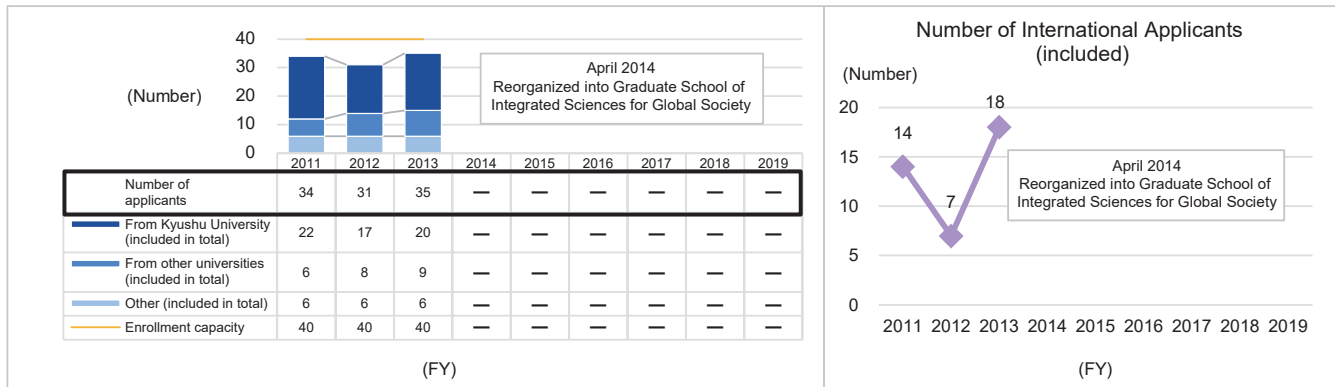 40
30
(Number)
20
10
0
April 2014
Reorganized into Graduate School of
Integrated Sciences for Global Society
2011 2012 2013 2014 2015 2016 2017 2018 2019
Number of
applicants
34 31 35 — — — — — —
From Kyushu University
(included in total)
22 17 20 — — — — — —
From other universities
(included in total)
6 8 9 — — — — — —
Other (included in total) 6 6 6 — — — — — —
Enrollment capacity 40 40 40 — — — — — —
(FY)
Number of International Applicants
(included)
(Number)
20
15
10
5
0
14
7
18
April 2014
Reorganized into Graduate School of
Integrated Sciences for Global Society
2011 2012 2013 2014 2015 2016 2017 2018 2019
(FY)